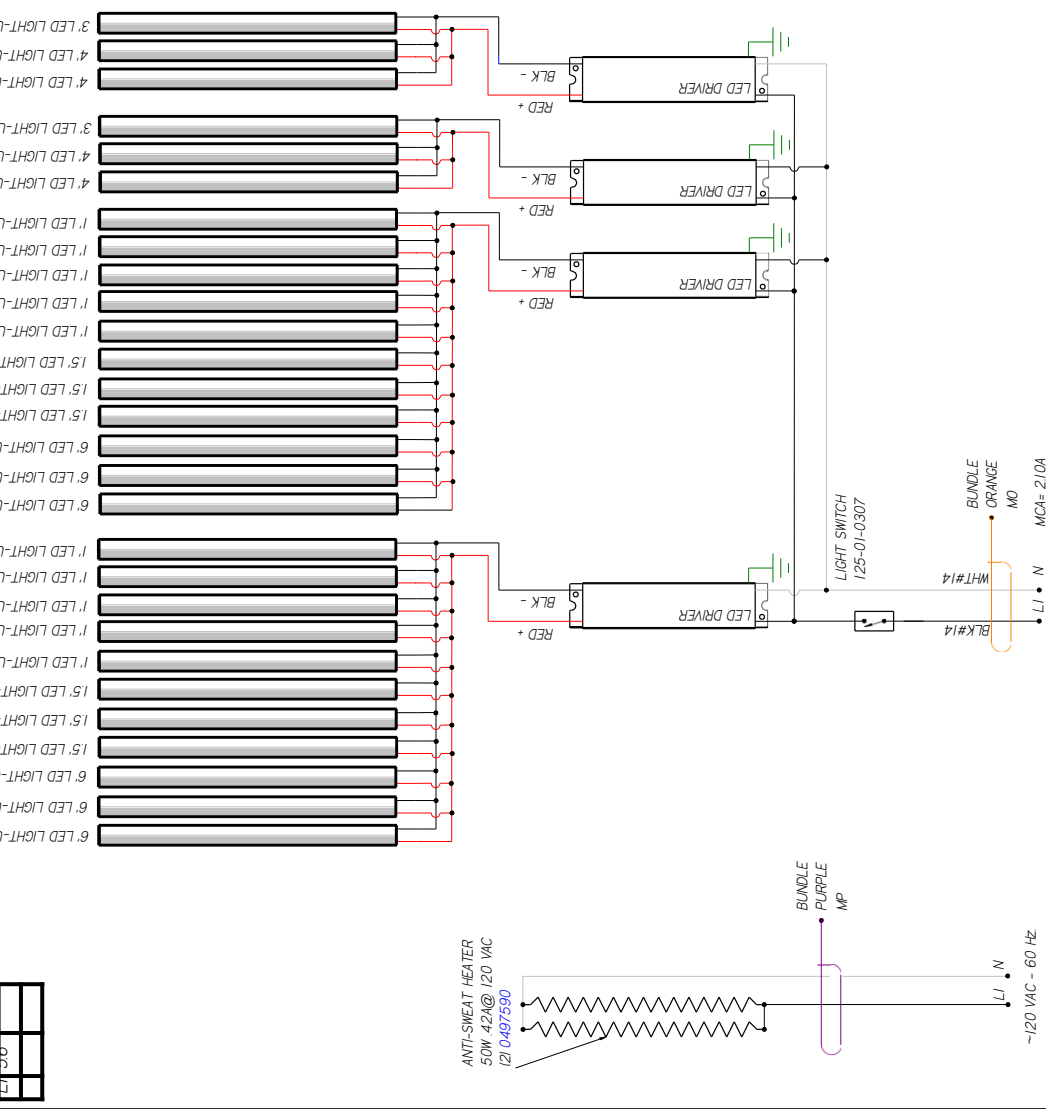 3' LED LIGHT-U
4' LED LIGHT-U
4' LED LIGHT-U
3' LED LIGHT-U
4' LED LIGHT-U
4' LED LIGHT-U
1' LED LIGHT-U
1' LED LIGHT-U
1' LED LIGHT-U
1' LED LIGHT-U
1' LED LIGHT-U
1.5' LED LIGHT-
1.5' LED LIGHT-
1.5' LED LIGHT-
6' LED LIGHT-U
6' LED LIGHT-U
6' LED LIGHT-U
1' LED LIGHT-U
1' LED LIGHT-U
1' LED LIGHT-U
1' LED LIGHT-U
1' LED LIGHT-U
1.5' LED LIGHT-
1.5' LED LIGHT-
1.5' LED LIGHT-
6' LED LIGHT-U
6' LED LIGHT-U
6' LED LIGHT-U
BLK -
RED +
LED DRIVER
BLK -
RED +
LED DRIVER
BLK -
RED +
LED DRIVER
BLK -
RED +
LED DRIVER
LIGHT SWITCH
125-01-0307
BUNDLE
ORANGE
MO
MCA= 2.10A
WHT#14
BLK#14
N
L1
BUNDLE
PURPLE
MP
ANTI-SWEAT HEATER
50W .42A@ 120 VAC
121 0497590
N
L1
~120 VAC - 60 Hz.